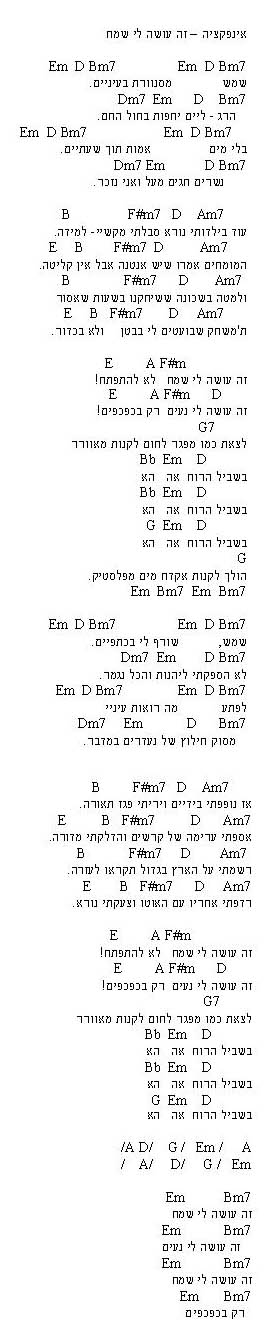 אינפקציה – זה עושה לי שמח
Em D Bm7 Em D Bm7
שמש מסנוורת בעיניים.
Dm7 Em D Bm7
הרג - ליים יחפות בחול החם.
Em D Bm7 Em D Bm7
בלי מים אמות תוך שעתיים.
Dm7 Em D Bm7
נשרים חגים מעל ואני נזכר.
B F#m7 D Am7
עוד בילדותי נורא סבלתי מקשיי- למידה.
E B F#m7 D Am7
המומחים אמרו שיש אנטנה אבל אין קליטה.
B F#m7 D Am7
ולמטה בשכונה ששיחקנו בשעות שאסור
E B F#m7 D Am7
ת'משחק שבועטים לי בבטן ולא בכדור.
E A F#m
זה עושה לי שמח לא להתפתח!
E A F#m D
זה עושה לי נעים רק בכפכפים!
G7
לצאת כמו מפגר לחום לקנות מאוורר
Bb Em D
בשביל הרוח אה הא
Bb Em D
בשביל הרוח אה הא
G Em D
בשביל הרוח אה הא
G
הולך לקנות אקדח מים מפלסטיק.
Em Bm7 Em Bm7
Em D Bm7 Em D Bm7
שמש, שורף לי בכתפיים.
Dm7 Em D Bm7
לא הספקתי ליהנות והכל נגמר.
Em D Bm7 Em D Bm7
לפתע מה רואות עיניי
Dm7 Em D Bm7
מסוק חילוץ של נעדרים במדבר.
B F#m7 D Am7
אז נופפתי בידיים ויריתי פגז תאורה.
E B F#m7 D Am7
אספתי ערימה של קרשים והדלקתי מדורה.
B F#m7 D Am7
רשמתי על הארץ בגדול תקראו לעזרה.
E B F#m7 D Am7
רדפתי אחריו עם האוטו וצעקתי נורא.
E A F#m
זה עושה לי שמח לא להתפתח!
E A F#m D
זה עושה לי נעים רק בכפכפים!
G7
לצאת כמו מפגר לחום לקנות מאוורר
Bb Em D
בשביל הרוח אה הא
Bb Em D
בשביל הרוח אה הא
G Em D
בשביל הרוח אה הא
/A D/ G / Em / A
/ A/ D/ G / Em
Em Bm7
זה עושה לי שמח
Em Bm7
זה עושה לי נעים
Em Bm7
זה עושה לי שמח
Em Bm7
רק בכפכפים